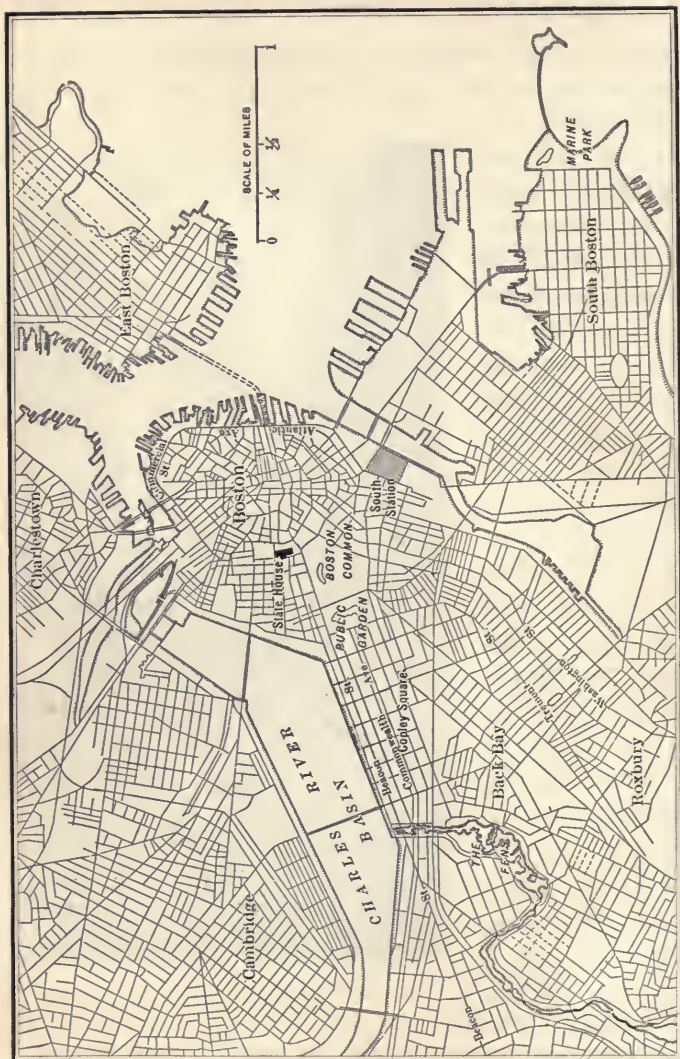 SCALE OF MILES
0 ¼ ½ 1
East Boston
Charlestown
Commercial
St.
Atlantic
Ave
Boston
State House
BOSTON
COMMON
South
Station
PUBLIC
GARDEN
MARINE
PARK
South Boston
CHARLES RIVER
BASIN
Cambridge
Beacon St.
Commonwealth Ave
Copley Square
Back Bay
THE
FENS
Tremont St.
Washington St
Roxbury
Beacon St.